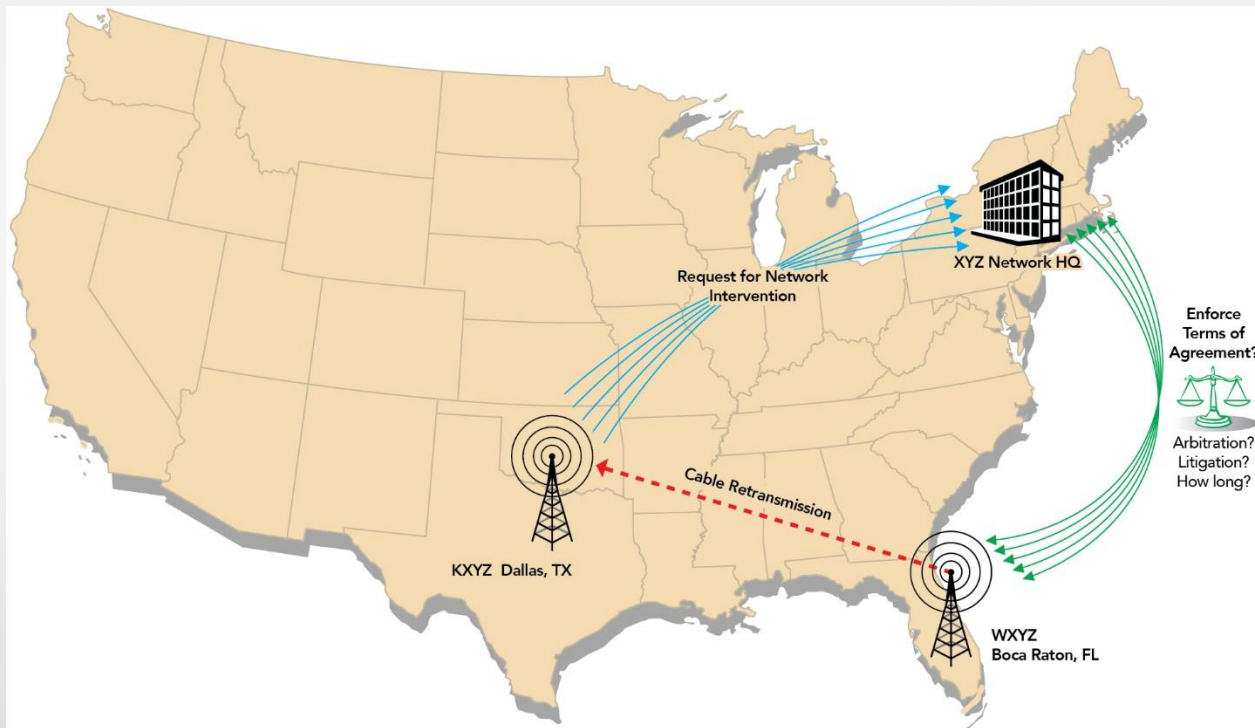 Request for Network
Intervention
XYZ Network HQ
Enforce
Terms of
Agreement?
Arbitration?
Litigation?
How long?
Cable Retransmission
KXYZ Dallas, TX
WXYZ
Boca Raton, FL